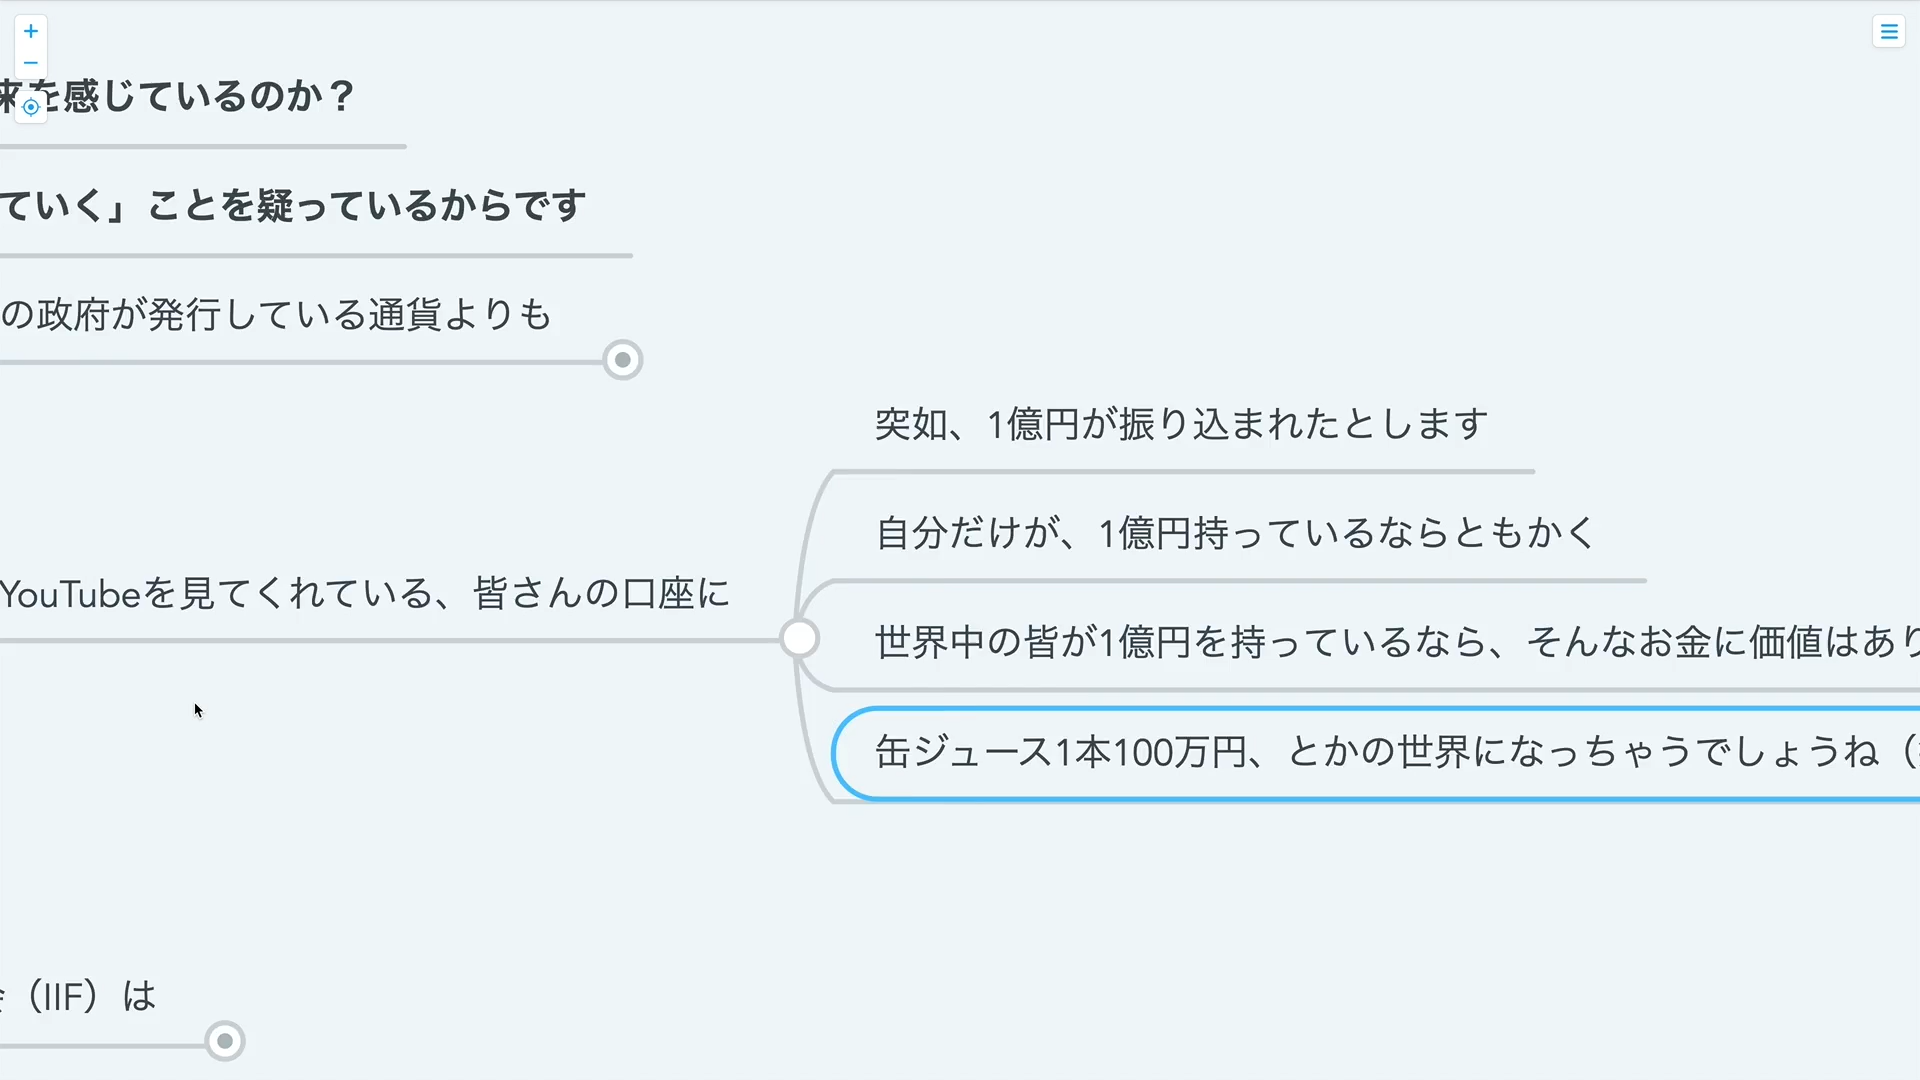 来を感じているのか？
ていく」ことを疑っているからです
の政府が発行している通貨よりも
突如、1億円が振り込まれたとします
自分だけが、1億円持っているならともかく
YouTubeを見てくれている、皆さんの口座に
世界中の皆が1億円を持っているなら、そんなお金に価値はあり
缶ジュース1本100万円、とかの世界になっちゃうでしょうね（
（IIF）は